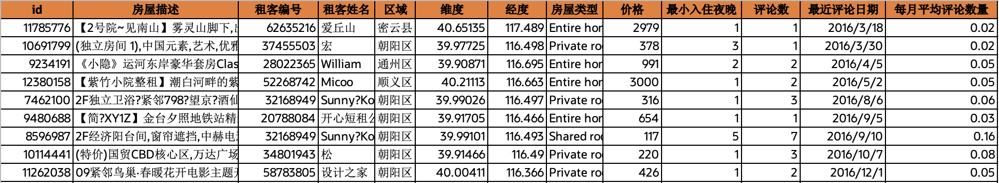 id 房屋描述 租客编号 租客姓名 区域 维度 经度 房屋类型 价格 最小入住夜晚 评论数 最近评论日期 每月平均评论数量
11785776 【2号院~见南山】雾灵山脚下, 62635216 爱丘山 密云县 40.65135 117.489 Entire hor 2979 1 1 2016/3/18 0.02
10691799 (独立房间 1),中国元素,艺术,优雅 37455503 宏 朝阳区 39.97725 116.498 Private ro 378 3 1 2016/3/30 0.02
9234191 《小隐》运河东岸豪华套房Clas 28022365 William 通州区 39.90871 116.695 Entire hor 991 2 2 2016/4/5 0.05
12380158 【紫竹小院整租】潮白河畔的紫 52268742 Micoo 顺义区 40.21113 116.663 Entire hor 3000 1 2 2016/5/2 0.05
7462100 2F独立卫浴?紧邻798?望京?酒仙 32168949 Sunny?Ko 朝阳区 39.99026 116.497 Private ro 316 1 3 2016/8/6 0.06
9480688 【简?XY1Z】金台夕照地铁站精 20788084 开心短租公 朝阳区 39.91705 116.466 Entire hor 654 1 1 2016/9/5 0.03
8596987 2F经济阳台间,窗帘遮挡,中赫电 32168949 Sunny?Ko 朝阳区 39.99101 116.493 Shared roo 117 5 7 2016/9/10 0.16
10114441 (特价)国贸CBD核心区,万达广场 34801943 松 朝阳区 39.91466 116.49 Private ro 220 1 3 2016/10/7 0.08
11262038 09紧邻鸟巢·春暖花开电影主题 58783805 设计之家 朝阳区 40.00411 116.366 Private ro 426 1 2 2016/12/1 0.05